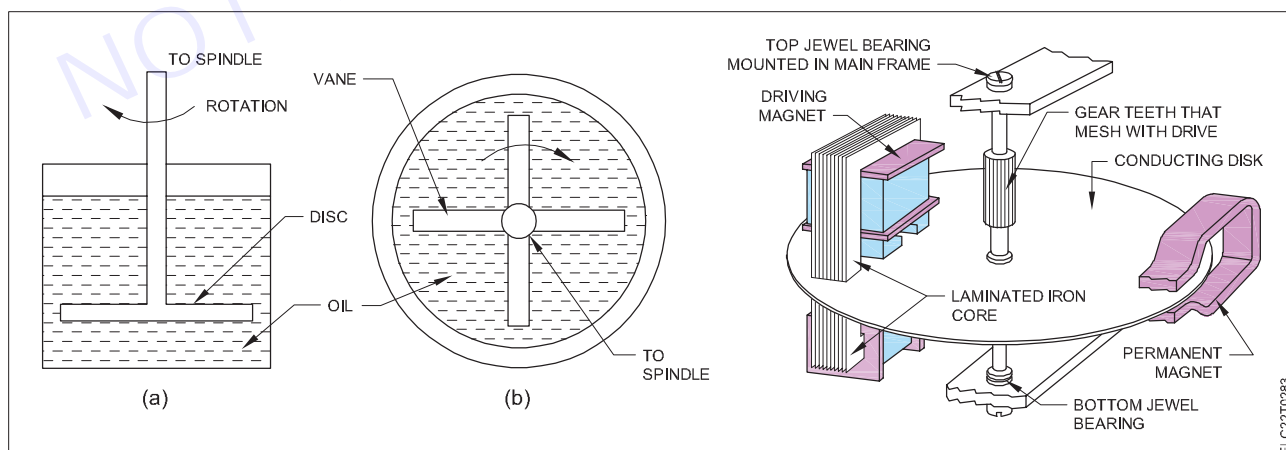 NOT
TO SPINDLE
ROTATION
DISC
OIL
(a)
VANE
TO
SPINDLE
(b)
TOP JEWEL BEARING
MOUNTED IN MAIN FRAME
DRIVING
MAGNET
GEAR TEETH THAT
MESH WITH DRIVE
CONDUCTING DISK
LAMINATED IRON
CORE
PERMANENT
MAGNET
BOTTOM JEWEL
BEARING